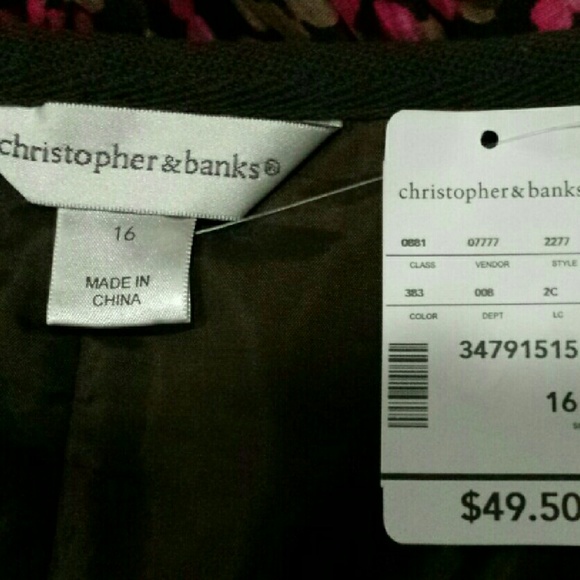 christopher&banks®
16
MADE IN
CHINA
christopher&banks
0881 07777 2277
CLASS VENDOR STYLE
383 008 2C
COLOR DEPT LC
34791515
16
$49.50